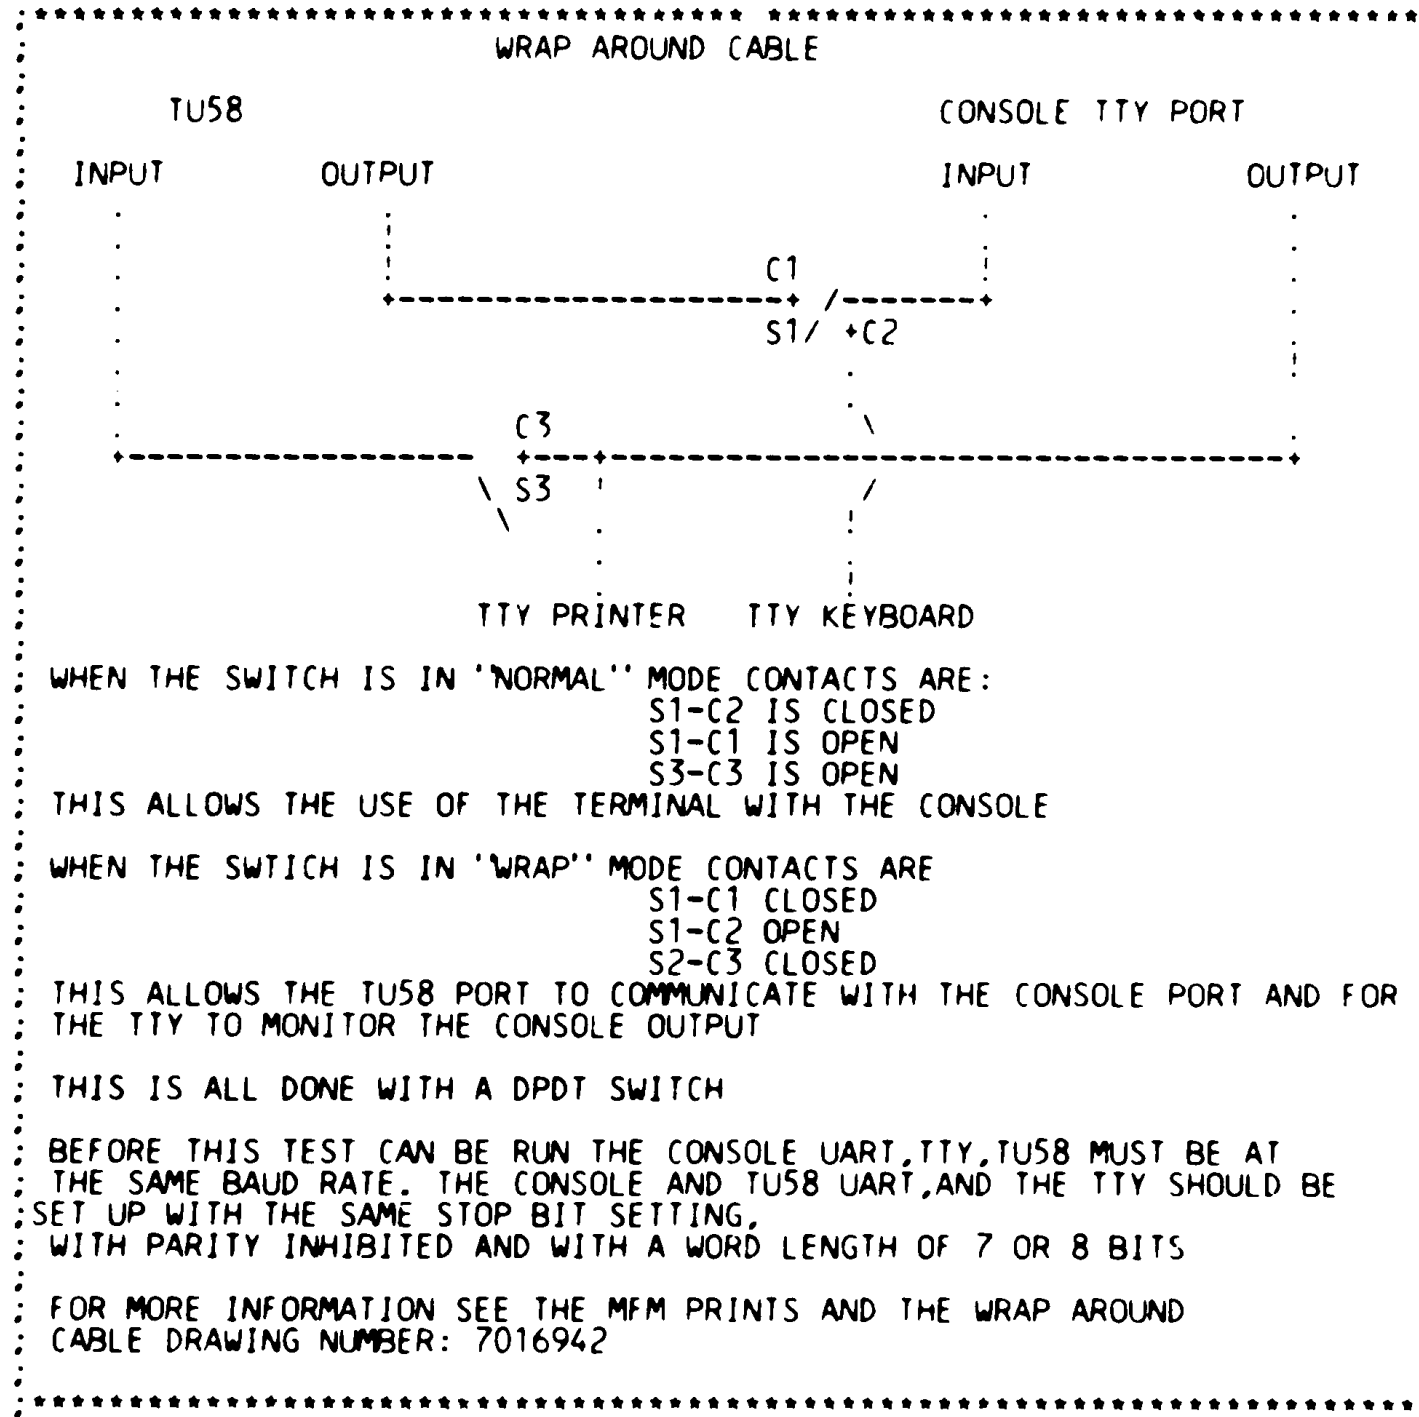 ;************************************* **********************************
WRAP AROUND CABLE
TU58 CONSOLE TTY PORT
INPUT OUTPUT INPUT OUTPUT
C1
+---------------------+ /-------+
S1/ +C2
C3
+------------------ +---+------------------------------------+
\ S3
TTY PRINTER TTY KEYBOARD
; WHEN THE SWITCH IS IN ''NORMAL'' MODE CONTACTS ARE:
S1-C2 IS CLOSED
S1-C1 IS OPEN
S3-C3 IS OPEN
; THIS ALLOWS THE USE OF THE TERMINAL WITH THE CONSOLE
; WHEN THE SWTICH IS IN ''WRAP'' MODE CONTACTS ARE
S1-C1 CLOSED
S1-C2 OPEN
S2-C3 CLOSED
; THIS ALLOWS THE TU58 PORT TO COMMUNICATE WITH THE CONSOLE PORT AND FOR
; THE TTY TO MONITOR THE CONSOLE OUTPUT
; THIS IS ALL DONE WITH A DPDT SWITCH
; BEFORE THIS TEST CAN BE RUN THE CONSOLE UART,TTY,TU58 MUST BE AT
; THE SAME BAUD RATE. THE CONSOLE AND TU58 UART,AND THE TTY SHOULD BE
;SET UP WITH THE SAME STOP BIT SETTING,
; WITH PARITY INHIBITED AND WITH A WORD LENGTH OF 7 OR 8 BITS
; FOR MORE INFORMATION SEE THE MFM PRINTS AND THE WRAP AROUND
; CABLE DRAWING NUMBER: 7016942
;************************************************************************